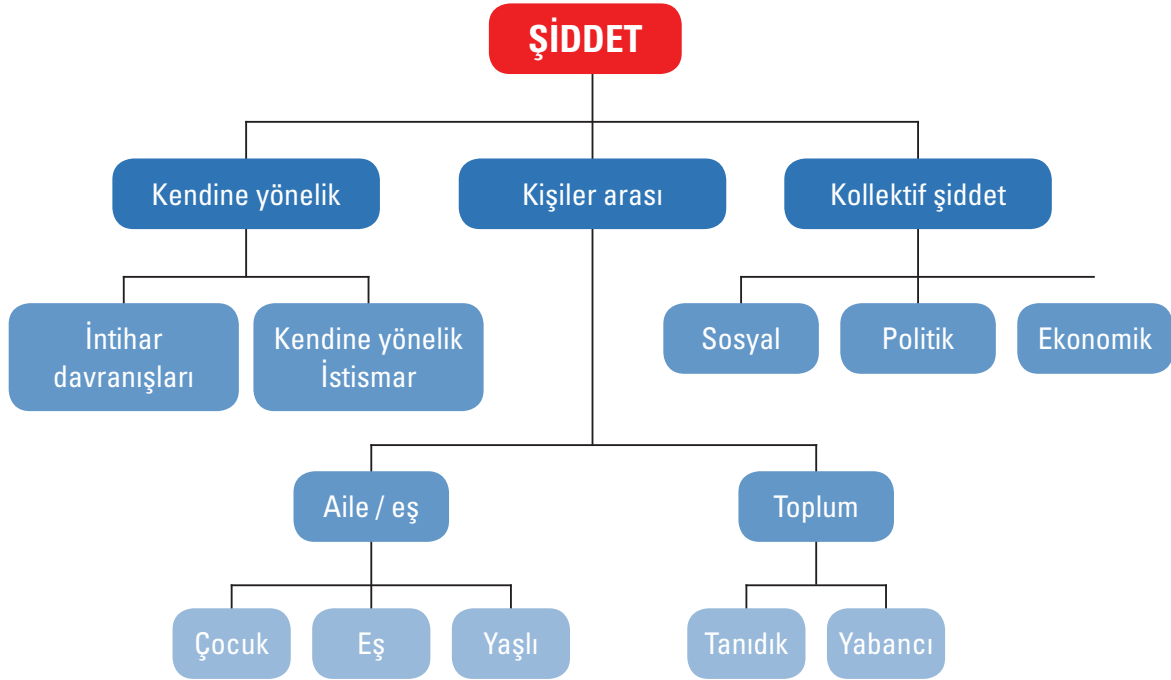 ŞİDDET
Kendine yönelik
Kişiler arası
Kollektif şiddet
İntihar
davranışları
Kendine yönelik
İstismar
Sosyal
Politik
Ekonomik
Aile / eş
Toplum
Çocuk
Eş
Yaşlı
Tanıdık
Yabancı